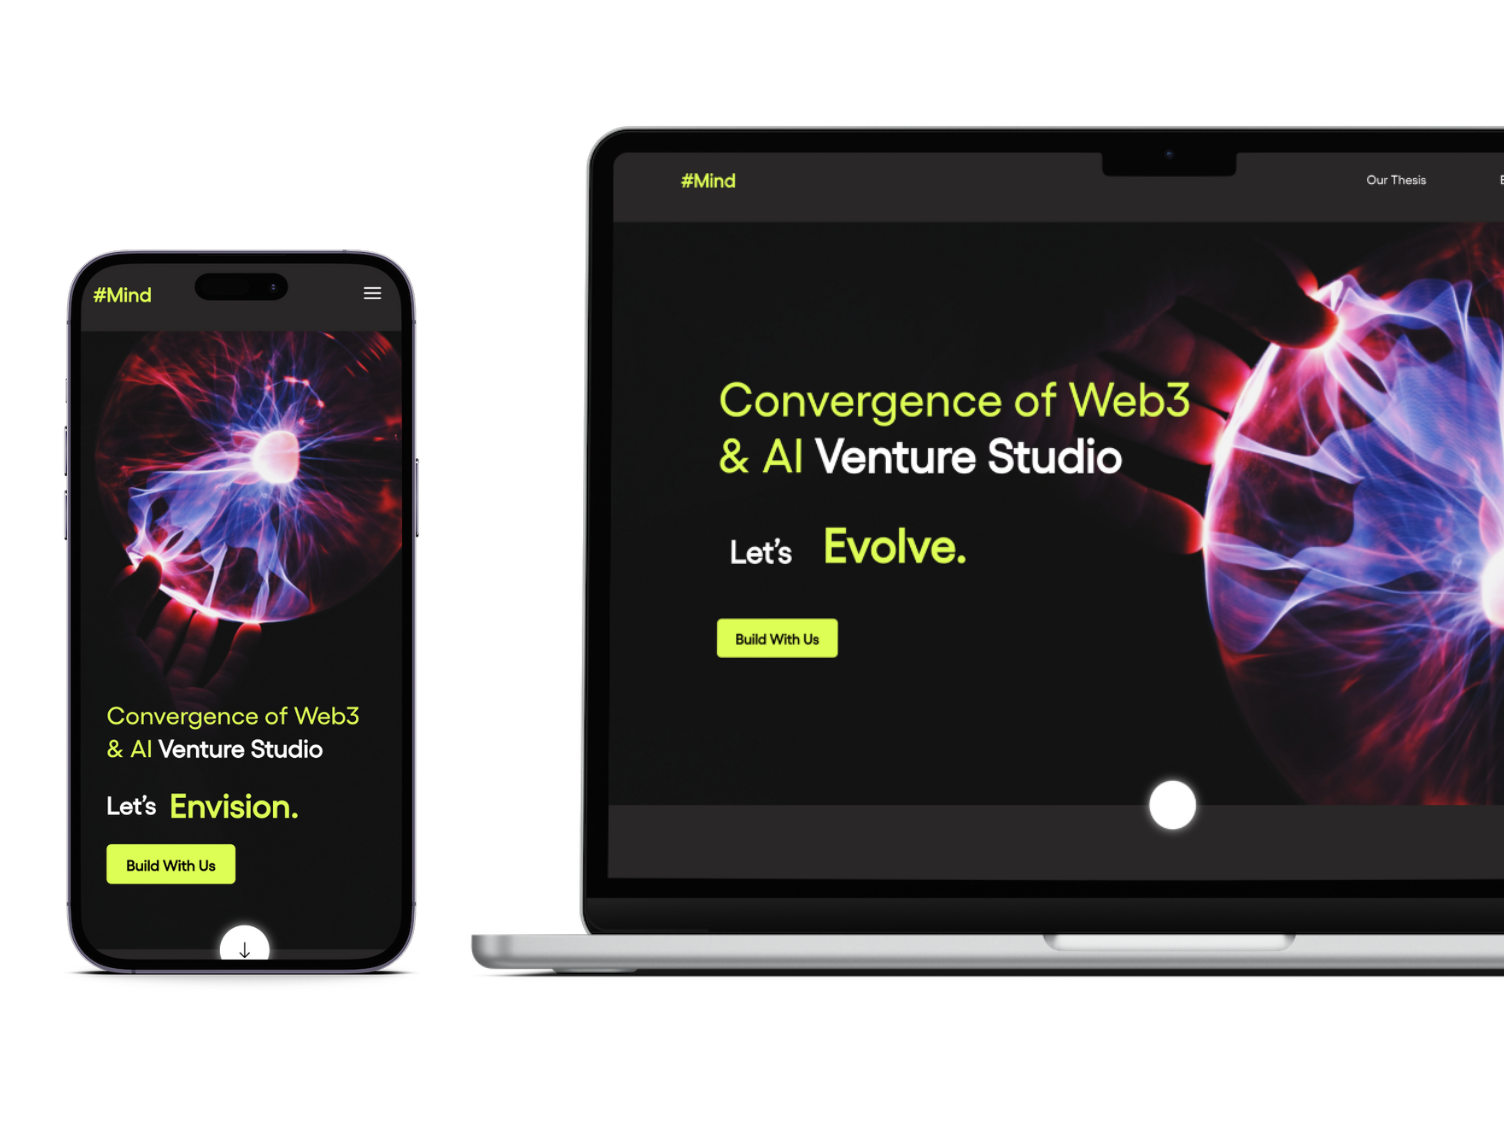 #Mind
Convergence of Web3
& AI Venture Studio
Let’s Envision.
Build With Us
#Mind
Our Thesis
Convergence of Web3
& AI Venture Studio
Let’s Evolve.
Build With Us